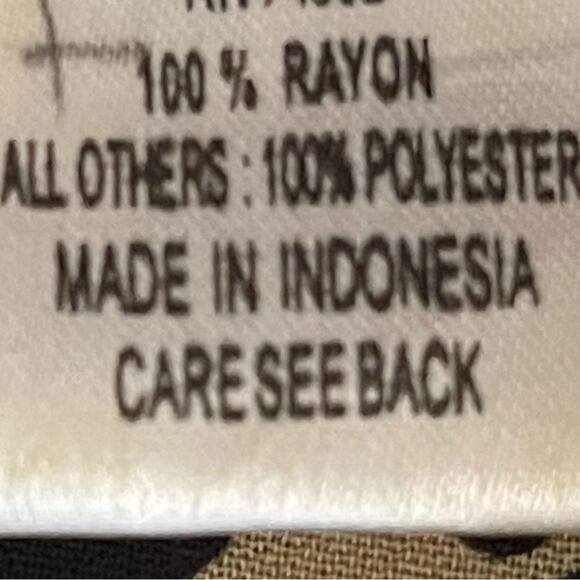 100 % RAYON
ALL OTHERS : 100% POLYESTER
MADE IN INDONESIA
CARE SEE BACK